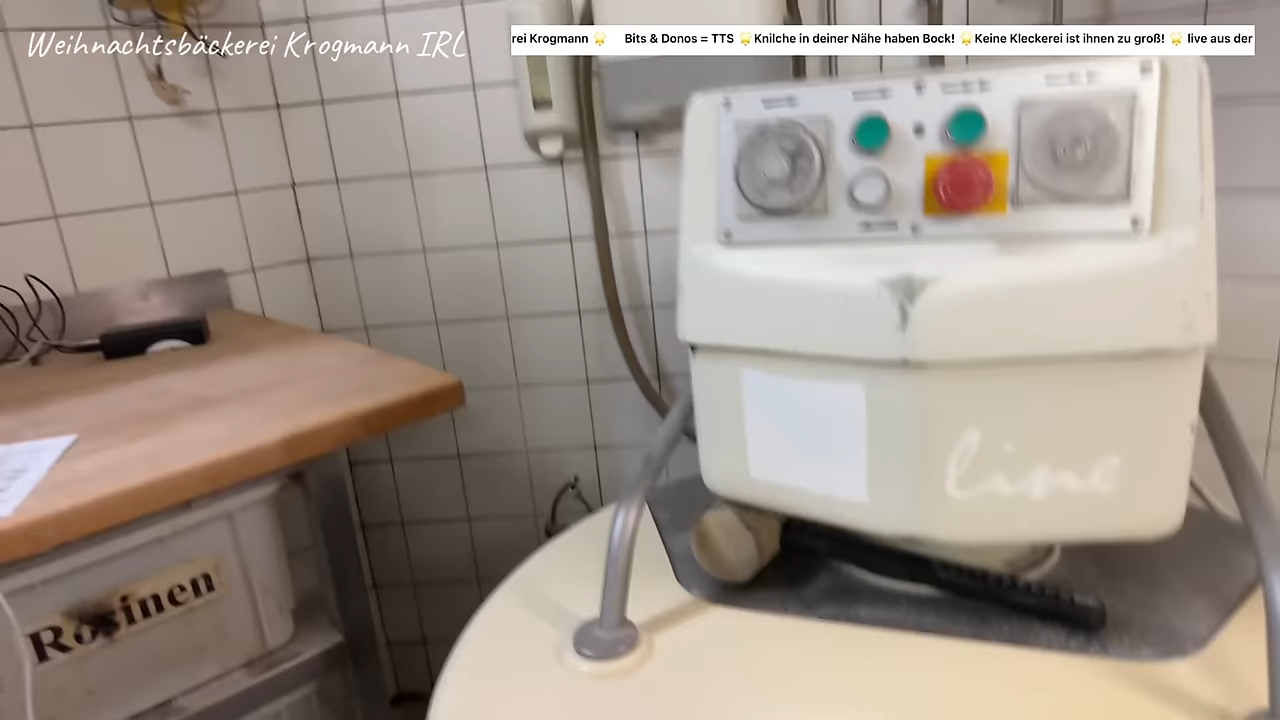 Weihnachtsbäckerei Krogmann IRL
rei Krogmann 🌟 Bits & Donos = TTS 🌟Knilche in deiner Nähe haben Bock! 🌟Keine Kleckerei ist ihnen zu groß! 🌟 live aus der
lime
Rosinen